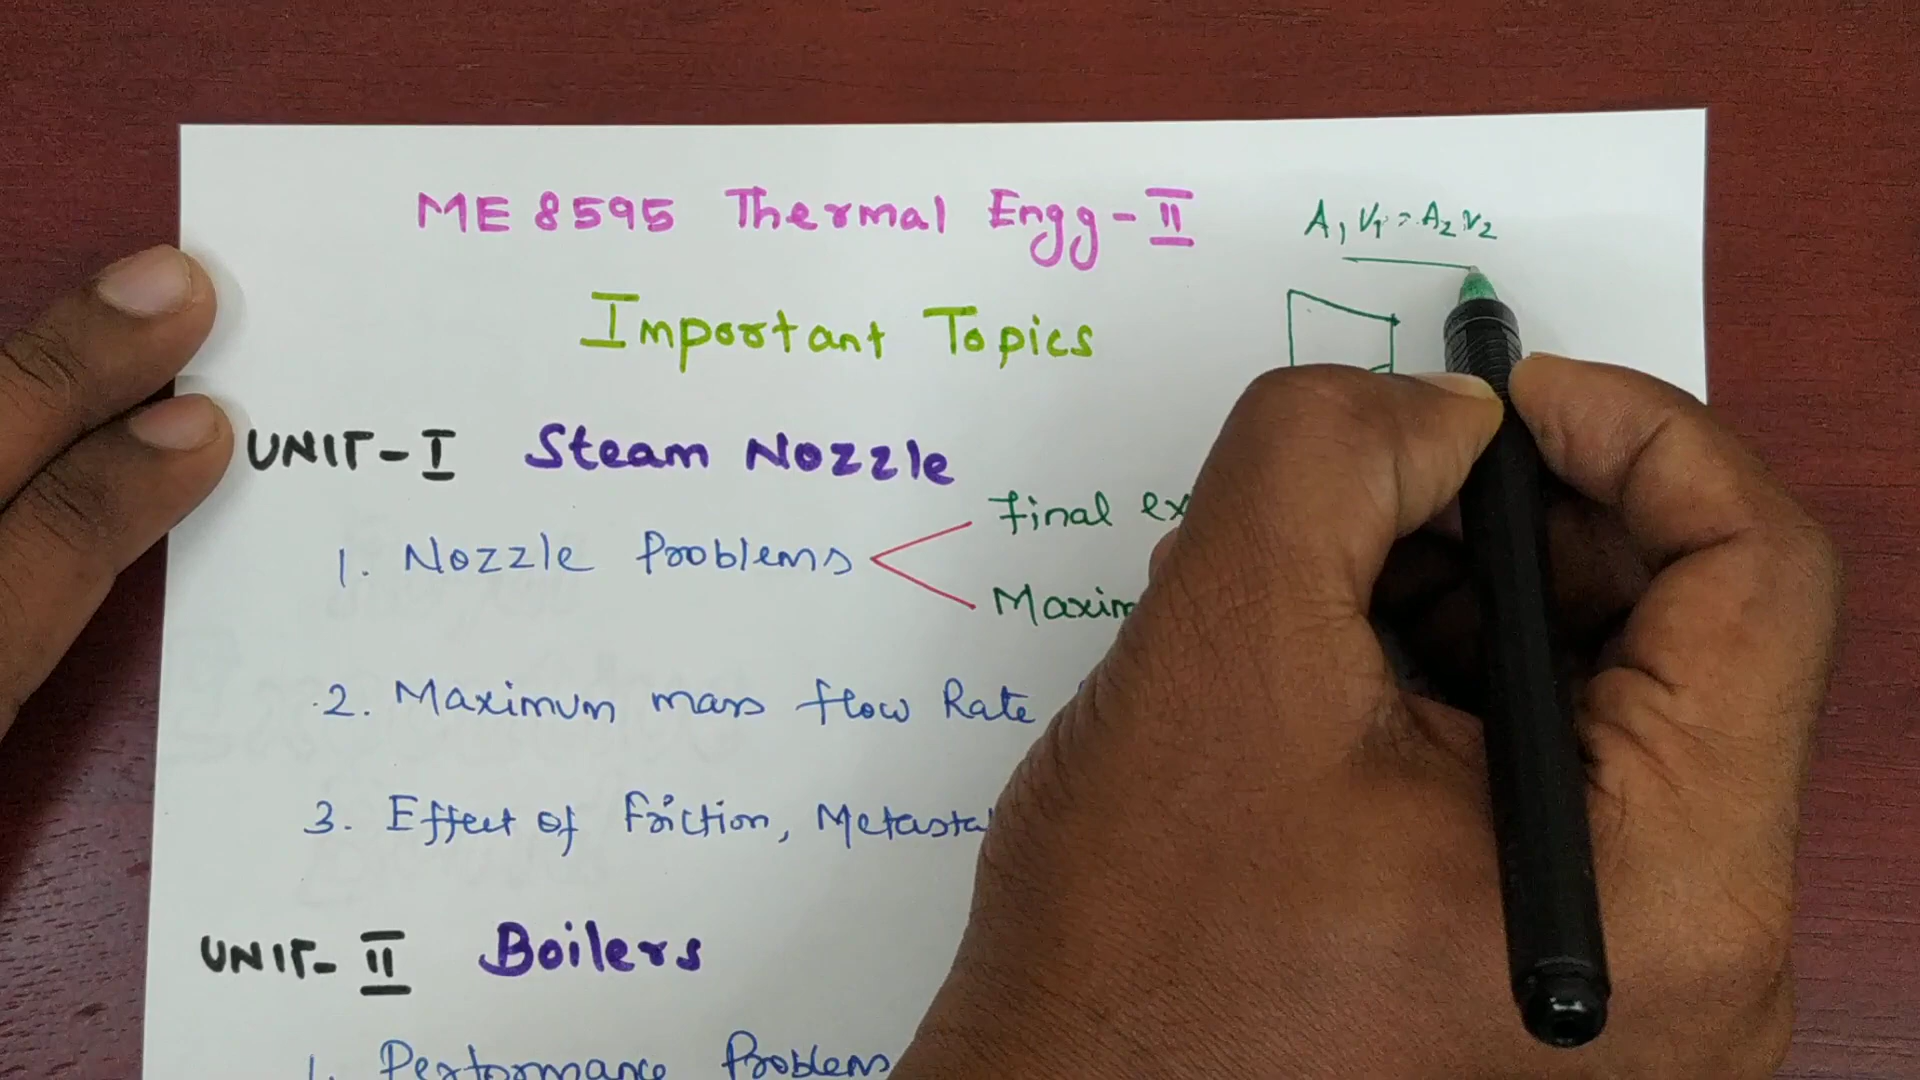 ME 8595 Thermal Engg-II
A1 V1 = A2 V2
Important Topics
UNIT-I Steam Nozzle
Final
1. Nozzle Problems
2. Maximum mass flow Rate
3. Effect of friction,
UNIT-II Boilers
1. Performance Problems